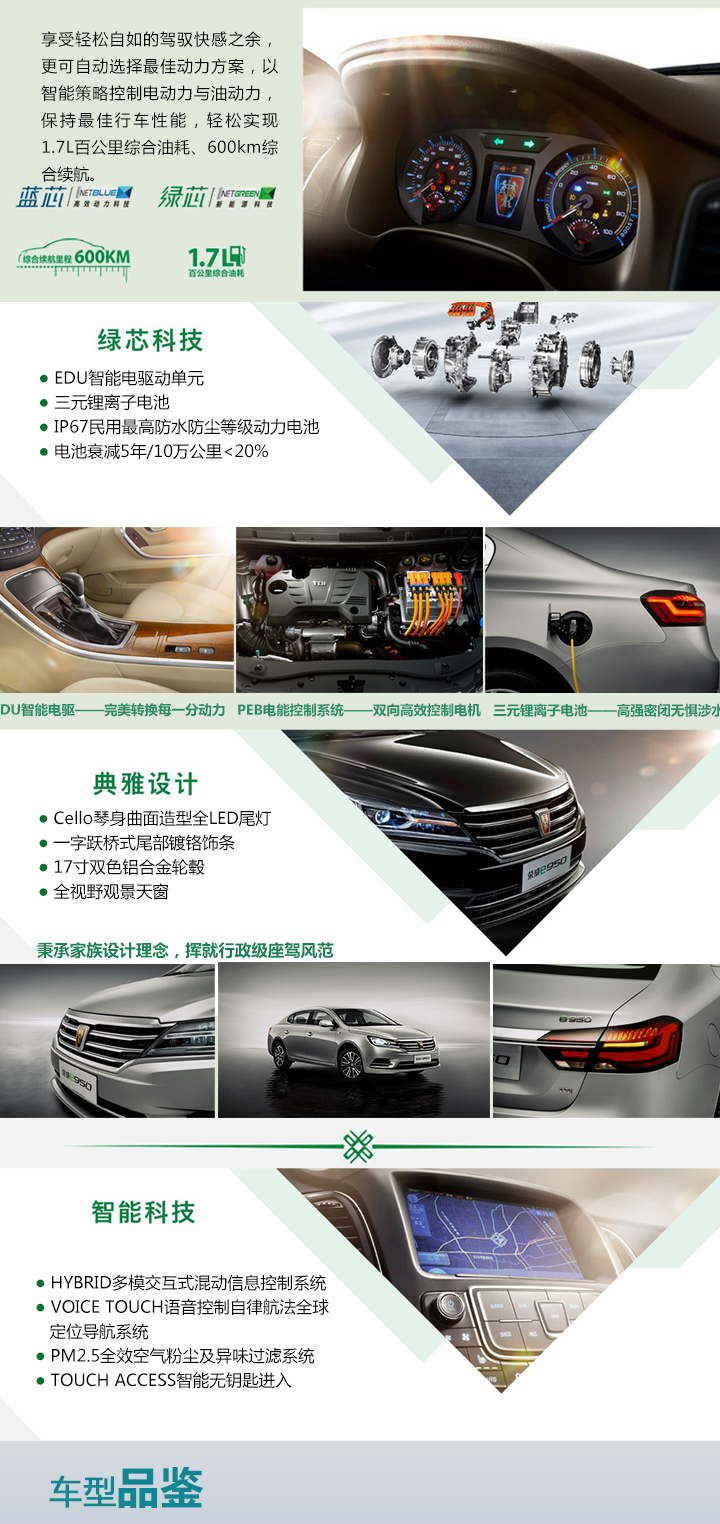 享受轻松自如的驾驭快感之余，
更可自动选择最佳动力方案，以
智能策略控制电动力与油动力，
保持最佳行车性能，轻松实现
1.7L百公里综合油耗、600km综
合续航。
蓝芯 NETBLUE 高效动力科技
绿芯 NETGREEN 新能源科技
综合续航里程 600KM
1.7L
百公里综合油耗
绿芯科技
● EDU智能电驱动单元
● 三元锂离子电池
● IP67民用最高防水防尘等级动力电池
● 电池衰减5年/10万公里<20%
TGI
DU智能电驱——完美转换每一分动力
PEB电能控制系统——双向高效控制电机
三元锂离子电池——高强密闭无惧涉水
典雅设计
● Cello琴身曲面造型全LED尾灯
● 一字跃桥式尾部镀铬饰条
● 17寸双色铝合金轮毂
● 全视野观景天窗
荣威e950
秉承家族设计理念，挥就行政级座驾风范
荣威e950
e950
智能科技
● HYBRID多模交互式混动信息控制系统
● VOICE TOUCH语音控制自律航法全球
定位导航系统
● PM2.5全效空气粉尘及异味过滤系统
● TOUCH ACCESS智能无钥匙进入
车型品鉴